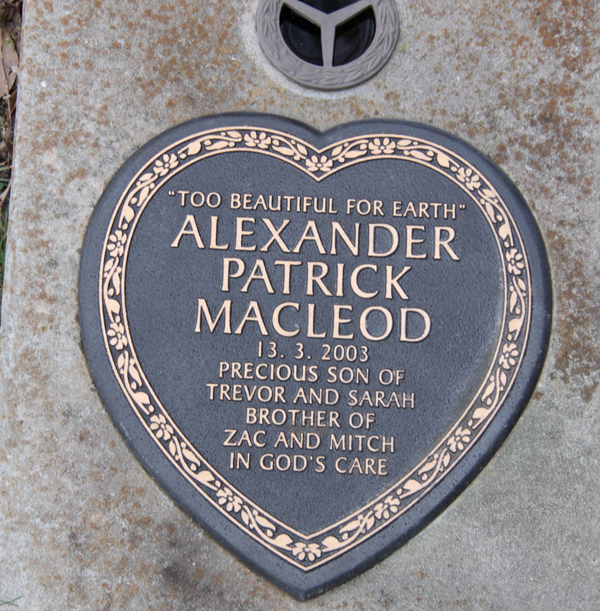 "TOO BEAUTIFUL FOR EARTH"
ALEXANDER
PATRICK
MACLEOD
13. 3. 2003
PRECIOUS SON OF
TREVOR AND SARAH
BROTHER OF
ZAC AND MITCH
IN GOD'S CARE